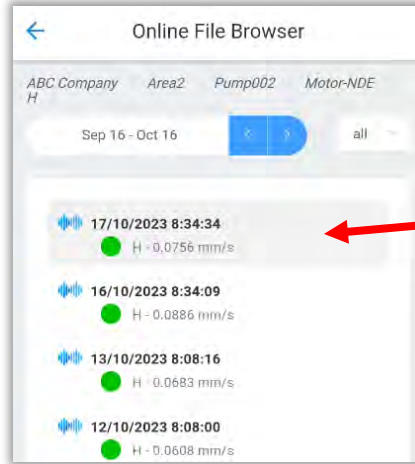 Online File Browser
ABC Company Area2 Pump002 Motor-NDE
H
Sep 16 - Oct 16 all
17/10/2023 8:34:34
H - 0.0756 mm/s
16/10/2023 8:34:09
H - 0.0886 mm/s
13/10/2023 8:08:16
H - 0.0683 mm/s
12/10/2023 8:08:00
H - 0.0608 mm/s